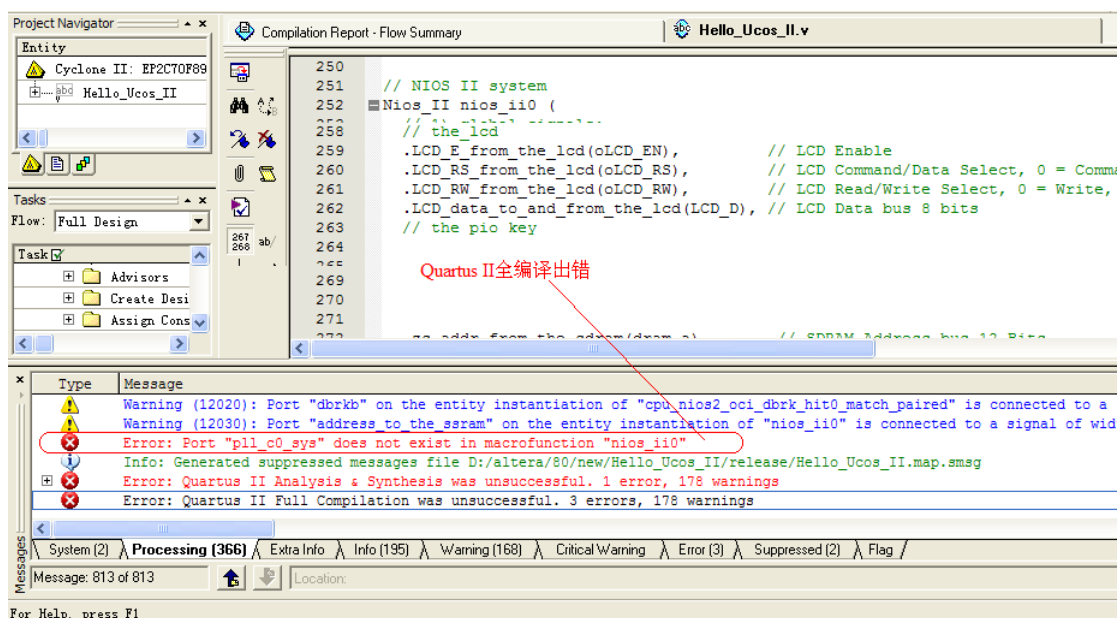 Project Navigator
Entity
Cyclone II: EP2C70F89
Hello_Ucos_II
Tasks
Flow: Full Design
Task
Advisors
Create Desi
Assign Cons
Compilation Report - Flow Summary
Hello_Ucos_II.v
267
268
ab/
250
251 // NIOS II system
252 Nios_II nios_ii0 (
258 // the_lcd
259 .LCD_E_from_the_lcd(oLCD_EN), // LCD Enable
260 .LCD_RS_from_the_lcd(oLCD_RS), // LCD Command/Data Select, 0 = Comma
261 .LCD_RW_from_the_lcd(oLCD_RW), // LCD Read/Write Select, 0 = Write,
262 .LCD_data_to_and_from_the_lcd(LCD_D), // LCD Data bus 8 bits
263 // the pio key
264
269
270
271
Quartus II全编译出错
Type Message
Warning (12020): Port "dbrkb" on the entity instantiation of "cpu_nios2_oci_dbrk_hit0_match_paired" is connected to a
Warning (12030): Port "address_to_the_ssram" on the entity instantiation of "nios_ii0" is connected to a signal of wid
Error: Port "pll_c0_sys" does not exist in macrofunction "nios_ii0"
Info: Generated suppressed messages file D:/altera/80/new/Hello_Ucos_II/release/Hello_Ucos_II.map.smsg
Error: Quartus II Analysis & Synthesis was unsuccessful. 1 error, 178 warnings
Error: Quartus II Full Compilation was unsuccessful. 3 errors, 178 warnings
System (2) Processing (366) Extra Info Info (195) Warning (168) Critical Warning Error (3) Suppressed (2) Flag
Messages
Message: 813 of 813
Location:
For Help, press F1